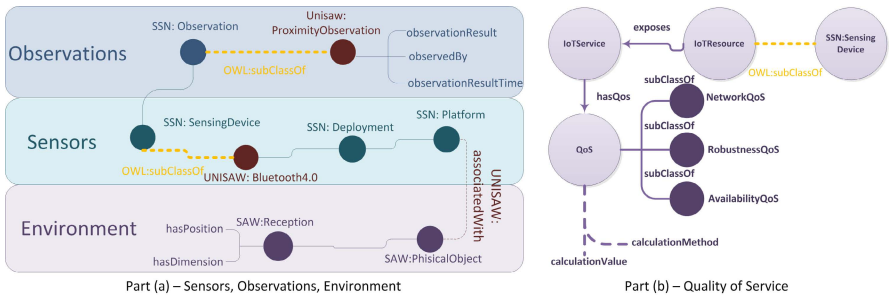 Observations
SSN: Observation
Unisaw:
ProximityObservation
OWL:subClassOf
observationResult
observedBy
observationResultTime
Sensors
SSN: SensingDevice
OWL:subClassOf
UNISAW: Bluetooth4.0
SSN: Deployment
SSN: Platform
UNISAW:
associatedWith
Environment
hasPosition
hasDimension
SAW:Reception
SAW:PhisicalObject
Part (a) – Sensors, Observations, Environment
IoTService
exposes
IoTResource
OWL:subClassOf
SSN:Sensing
Device
hasQos
QoS
subClassOf
NetworkQoS
subClassOf
RobustnessQoS
subClassOf
AvailabilityQoS
calculationMethod
calculationValue
Part (b) – Quality of Service